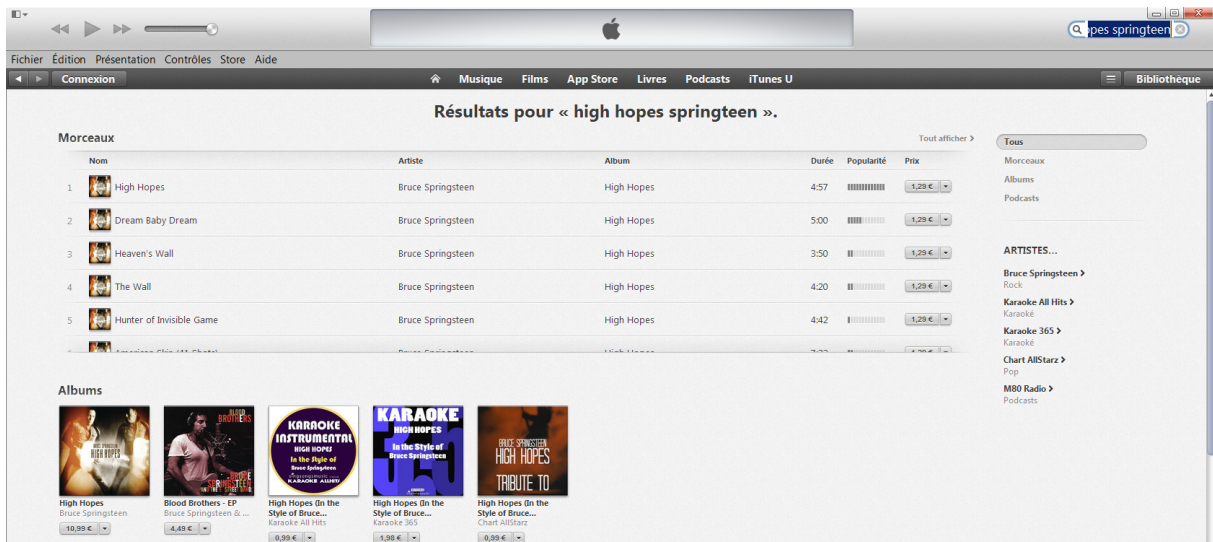 opes springteen
Fichier Édition Présentation Contrôles Store Aide
Connexion Musique Films App Store Livres Podcasts iTunes U Bibliothèque
Résultats pour « high hopes springteen ».
Morceaux Tout afficher >
Nom Artiste Album Durée Popularité Prix
1 High Hopes Bruce Springsteen High Hopes 4:57 1,29 €
2 Dream Baby Dream Bruce Springsteen High Hopes 5:00 1,29 €
3 Heaven's Wall Bruce Springsteen High Hopes 3:50 1,29 €
4 The Wall Bruce Springsteen High Hopes 4:20 1,29 €
5 Hunter of Invisible Game Bruce Springsteen High Hopes 4:42 1,29 €
Tous
Morceaux
Albums
Podcasts
ARTISTES...
Bruce Springsteen >
Rock
Karaoke All Hits >
Karaoké
Karaoke 365 >
Karaoké
Chart AllStarz >
Pop
M80 Radio >
Podcasts
Albums
HIGH HOPES
BLOOD
BROTHERS
BRUCE
SPRINGSTEEN
KARAOKE
INSTRUMENTAL
HIGH HOPES
In the Style of
Bruce Springsteen
KARAOKE ALLHITS
KARAOKE
HIGH HOPES
In the Style of
Bruce Springsteen
365
BRUCE SPRINGSTEEN
HIGH HOPES
TRIBUTE TO
High Hopes
Bruce Springsteen
10,99 €
Blood Brothers - EP
Bruce Springsteen & ...
4,49 €
High Hopes (In the
Style of Bruce...
Karaoke All Hits
0,99 €
High Hopes (In the
Style of Bruce...
Karaoke 365
1,98 €
High Hopes (In the
Style of Bruce...
Chart AllStarz
0,99 €